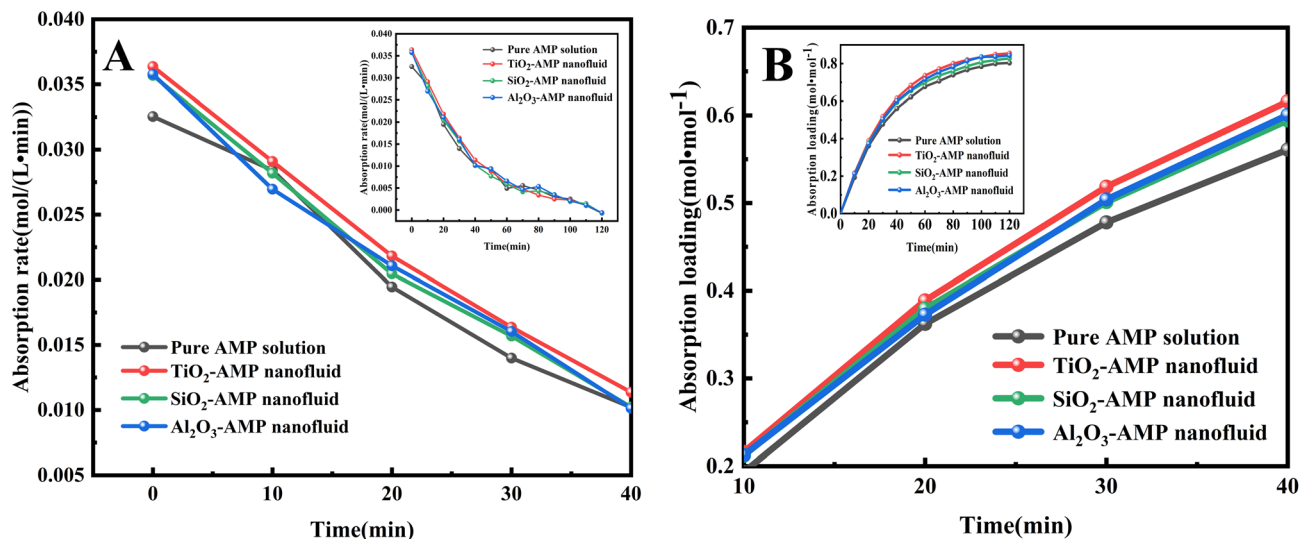 A
Absorption rate(mol/(L•min))
0.040
0.035
0.030
0.025
0.020
0.015
0.010
0.005
0
10
20
30
40
Time(min)
Pure AMP solution
TiO₂-AMP nanofluid
SiO₂-AMP nanofluid
Al₂O₃-AMP nanofluid
Absorption rate(mol/(L•min))
0.040
0.035
0.030
0.025
0.020
0.015
0.010
0.005
0.000
0
20
40
60
80
100
120
Time(min)
Pure AMP solution
TiO₂-AMP nanofluid
SiO₂-AMP nanofluid
Al₂O₃-AMP nanofluid
B
Absorption loading(mol•mol⁻¹)
0.7
0.6
0.5
0.4
0.3
0.2
10
20
30
40
Time(min)
Pure AMP solution
TiO₂-AMP nanofluid
SiO₂-AMP nanofluid
Al₂O₃-AMP nanofluid
Absorption loading(mol•mol⁻¹)
0.8
0.6
0.4
0.2
0.0
0
20
40
60
80
100
120
Time(min)
Pure AMP solution
TiO₂-AMP nanofluid
SiO₂-AMP nanofluid
Al₂O₃-AMP nanofluid